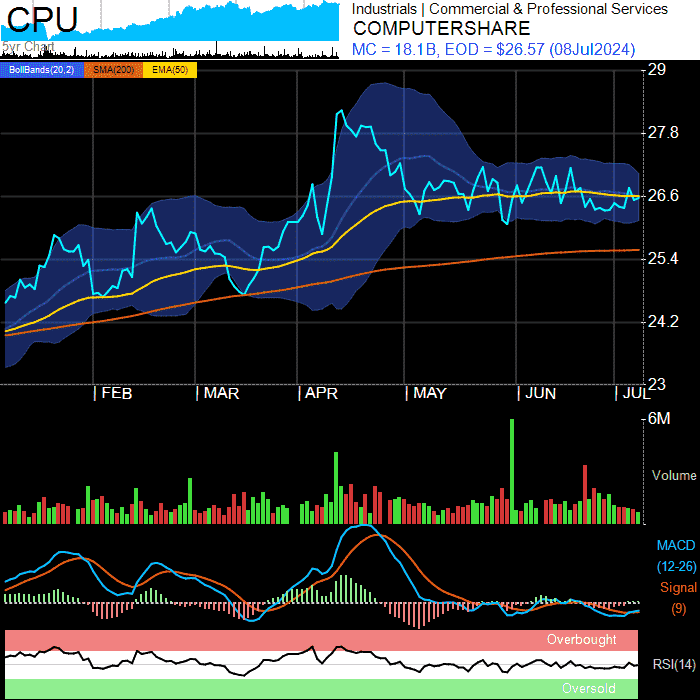 CPU
5yr Chart
Industrials | Commercial & Professional Services
COMPUTERSHARE
MC = 18.1B, EOD = $26.57 (08Jul2024)
BollBands(20,2) SMA(200) EMA(50)
29
27.8
26.6
25.4
24.2
23
| FEB | MAR | APR | MAY | JUN | JUL
6M
Volume
MACD
(12-26)
Signal
(9)
Overbought
RSI(14)
Oversold